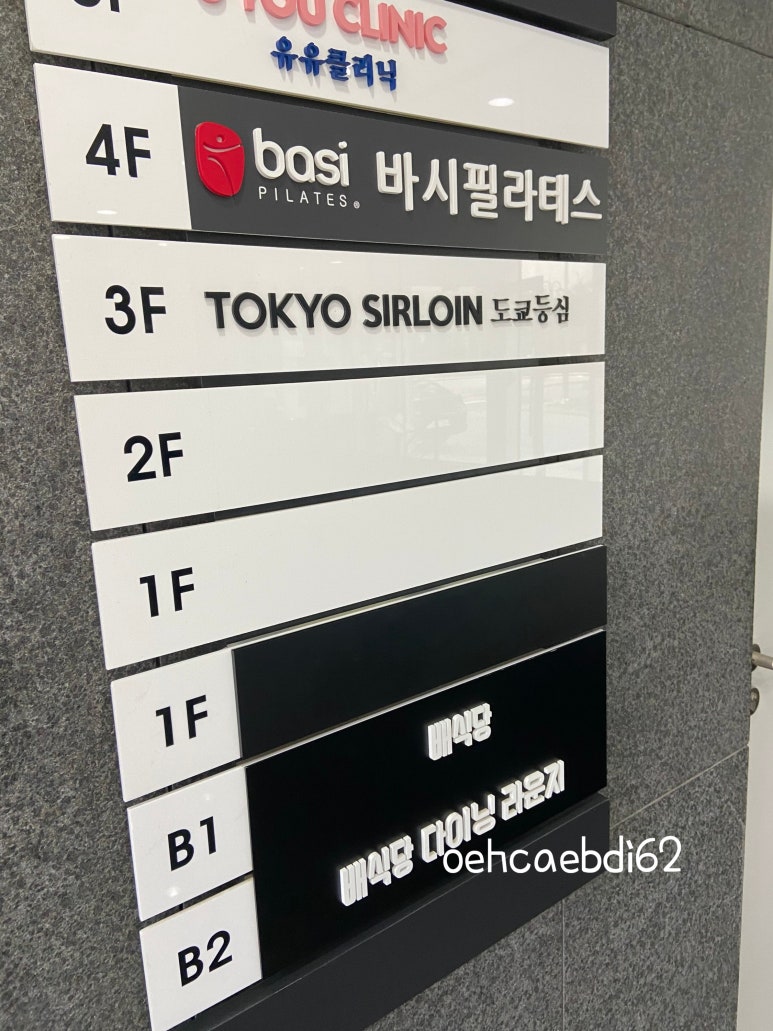 YOU CLINIC
유유클리닉
4F basi 바시필라테스
PILATES®
3F TOKYO SIRLOIN 도쿄등심
2F
1F
1F
배식당
B1 배식당 다이닝 라운지
B2
oehcaebdi62